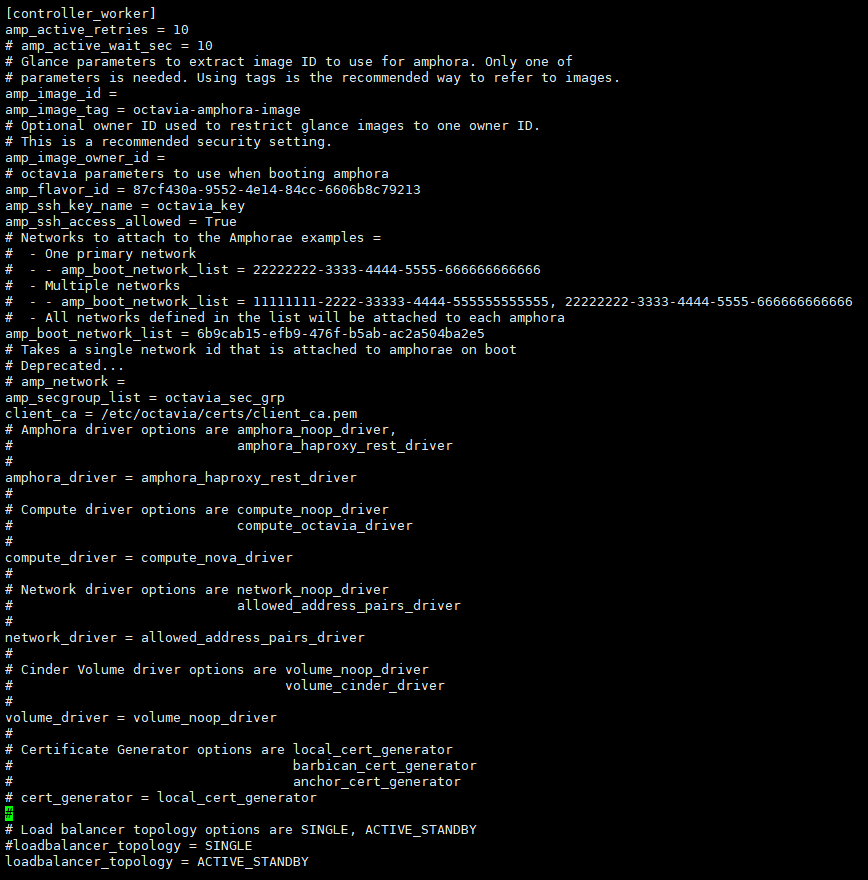 [controller_worker]
amp_active_retries = 10
# amp_active_wait_sec = 10
# Glance parameters to extract image ID to use for amphora. Only one of
# parameters is needed. Using tags is the recommended way to refer to images.
amp_image_id =
amp_image_tag = octavia-amphora-image
# Optional owner ID used to restrict glance images to one owner ID.
# This is a recommended security setting.
amp_image_owner_id =
# octavia parameters to use when booting amphora
amp_flavor_id = 87cf430a-9552-4e14-84cc-6606b8c79213
amp_ssh_key_name = octavia_key
amp_ssh_access_allowed = True
# Networks to attach to the Amphorae examples =
#  - One primary network
#  - - amp_boot_network_list = 22222222-3333-4444-5555-666666666666
#  - Multiple networks
#  - - amp_boot_network_list = 11111111-2222-33333-4444-555555555555, 22222222-3333-4444-5555-666666666666
#  - All networks defined in the list will be attached to each amphora
amp_boot_network_list = 6b9cab15-efb9-476f-b5ab-ac2a504ba2e5
# Takes a single network id that is attached to amphorae on boot
# Deprecated...
# amp_network =
amp_secgroup_list = octavia_sec_grp
client_ca = /etc/octavia/certs/client_ca.pem
# Amphora driver options are amphora_noop_driver,
#                            amphora_haproxy_rest_driver
#
amphora_driver = amphora_haproxy_rest_driver
#
# Compute driver options are compute_noop_driver
#                            compute_octavia_driver
#
compute_driver = compute_nova_driver
#
# Network driver options are network_noop_driver
#                            allowed_address_pairs_driver
#
network_driver = allowed_address_pairs_driver
#
# Cinder Volume driver options are volume_noop_driver
#                                  volume_cinder_driver
#
volume_driver = volume_noop_driver
#
# Certificate Generator options are local_cert_generator
#                                   barbican_cert_generator
#                                   anchor_cert_generator
# cert_generator = local_cert_generator
#
# Load balancer topology options are SINGLE, ACTIVE_STANDBY
#loadbalancer_topology = SINGLE
loadbalancer_topology = ACTIVE_STANDBY